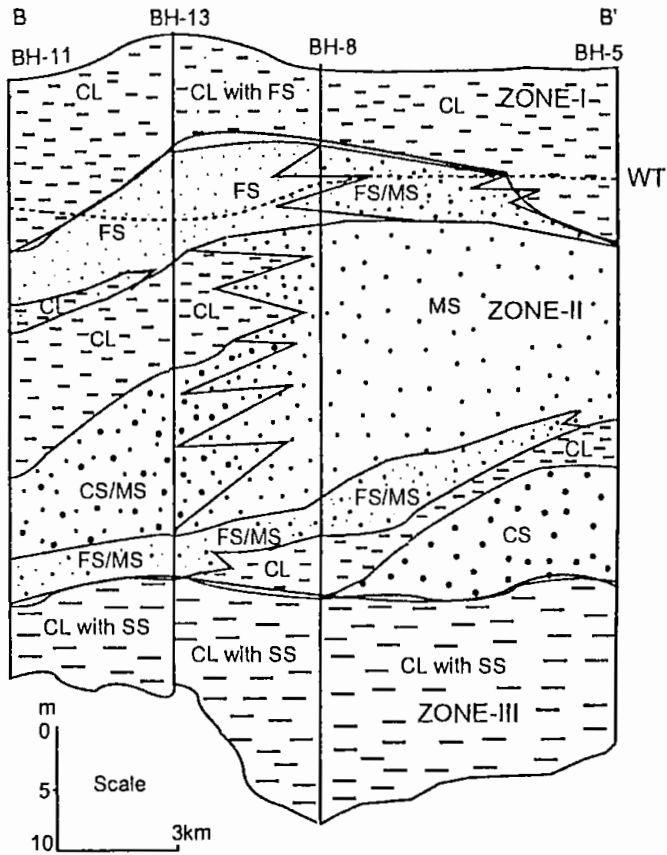 B
BH-13
B'
BH-11
BH-8
BH-5
CL
CL with FS
CL
ZONE-I
WT
FS
FS/MS
FS
CL
CL
CL
MS
ZONE-II
CL
CS/MS
FS/MS
CS
FS/MS
FS/MS
CL
CL with SS
CL with SS
CL with SS
ZONE-III
m
0
Scale
5
10
3km